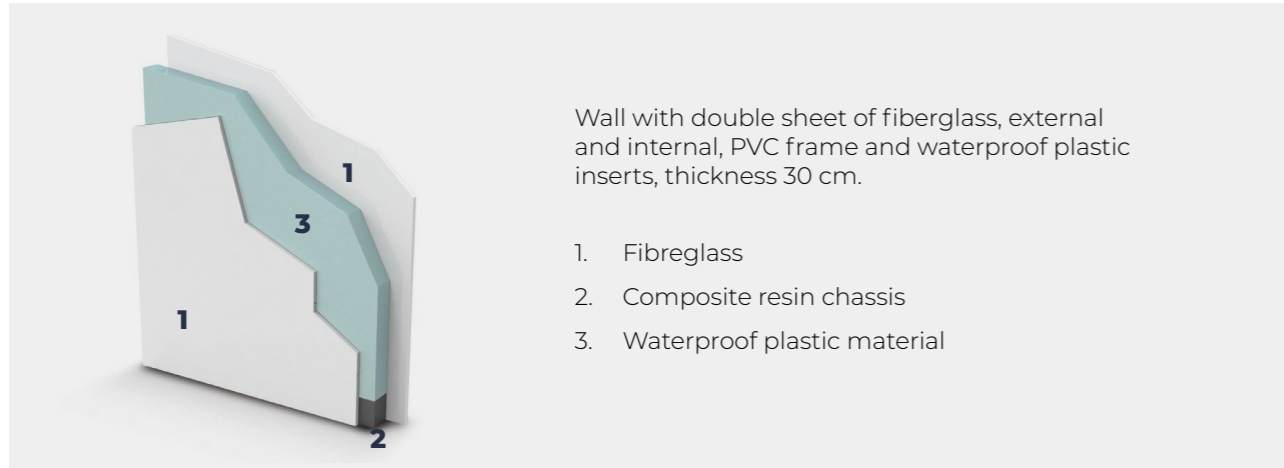 Wall with double sheet of fiberglass, external
and internal, PVC frame and waterproof plastic
inserts, thickness 30 cm.
1. Fibreglass
2. Composite resin chassis
3. Waterproof plastic material
1
3
1
2